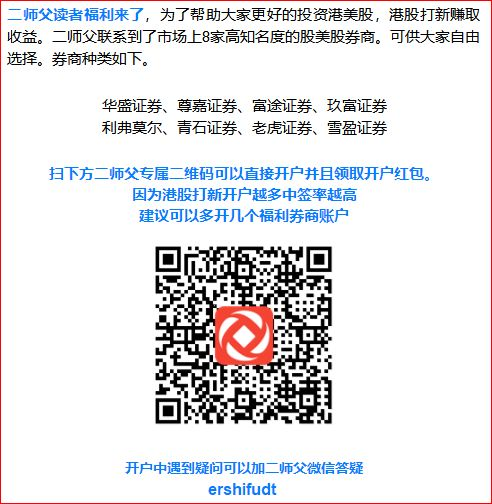 二师父读者福利来了，为了帮助大家更好的投资港美股，港股打新赚取
收益。二师父联系到了市场上8家高知名度的股美股券商。可供大家自由
选择。券商种类如下。
华盛证券、尊嘉证券、富途证券、玖富证券
利弗莫尔、青石证券、老虎证券、雪盈证券
扫下方二师父专属二维码可以直接开户并且领取开户红包。
因为港股打新开户越多中签率越高
建议可以多开几个福利券商账户
开户中遇到疑问可以加二师父微信答疑
ershifudt